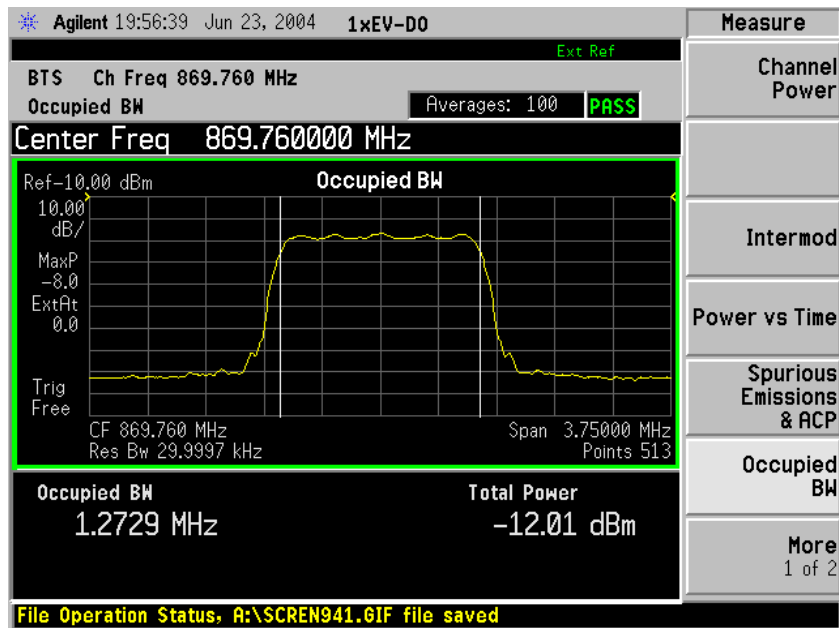 Agilent 19:56:39 Jun 23, 2004 1xEV-DO
Measure
Ext Ref
BTS Ch Freq 869.760 MHz
Occupied BW
Averages: 100 PASS
Center Freq 869.760000 MHz
Ref-10.00 dBm
Occupied BW
10.00
dB/
MaxP
-8.0
ExtAt
0.0
Trig
Free
CF 869.760 MHz
Span 3.75000 MHz
Res Bw 29.9997 kHz
Points 513
Occupied BW
Total Power
1.2729 MHz
-12.01 dBm
File Operation Status, A:\SCREN941.GIF file saved
Channel
Power
Intermod
Power vs Time
Spurious
Emissions
& ACP
Occupied
BW
More
1 of 2